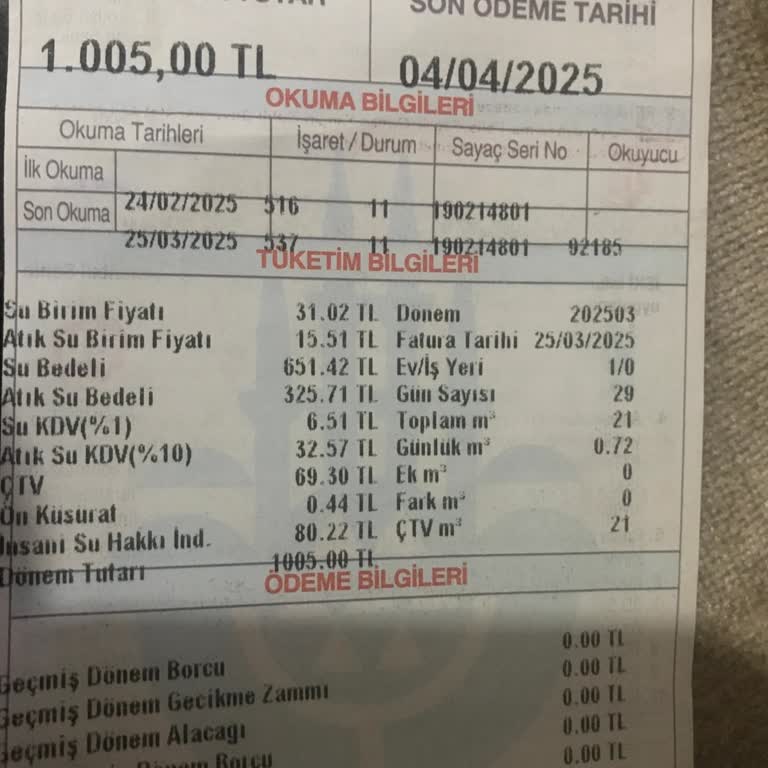 SON ÖDEME TARİHİ
1.005,00 TL 04/04/2025
OKUMA BİLGİLERİ
Okuma Tarihleri İşaret / Durum Sayaç Seri No Okuyucu
İlk Okuma 24/02/2025 516 11 190214801
Son Okuma 25/03/2025 537 11 190214801 92185
TÜKETİM BİLGİLERİ
Su Birim Fiyatı 31.02 TL Dönem 202503
Atık Su Birim Fiyatı 15.51 TL Fatura Tarihi 25/03/2025
Su Bedeli 651.42 TL Ev/İş Yeri 1/0
Atık Su Bedeli 325.71 TL Gün Sayısı 29
Su KDV(%1) 6.51 TL Toplam m³ 21
Atık Su KDV(%10) 32.57 TL Günlük m³ 0.72
ÇTV 69.30 TL Ek m³ 0
Ön Küsurat 0.44 TL Fark m³ 0
İnsani Su Hakkı İnd. 80.22 TL ÇTV m³ 21
Dönem Tutarı 1005.00 TL
ÖDEME BİLGİLERİ
0.00 TL
Geçmiş Dönem Borcu 0.00 TL
Geçmiş Dönem Gecikme Zammı 0.00 TL
Geçmiş Dönem Alacağı 0.00 TL
Dönem Borcu 0.00 TL